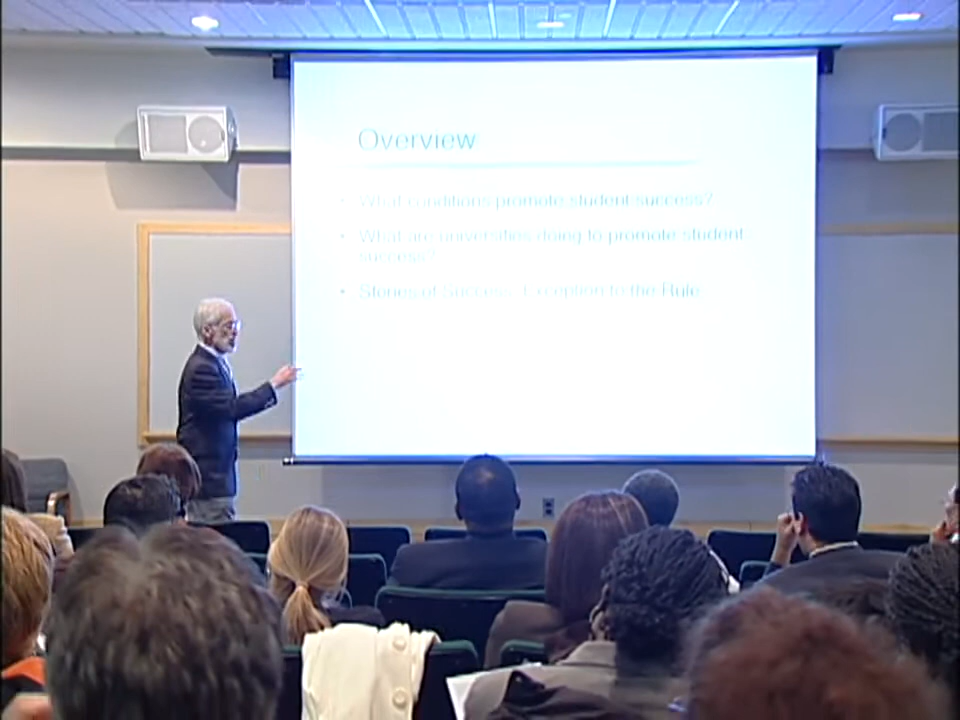 Overview
• What conditions promote student success?
• What are universities doing to promote student
success?
• Stories of Success: Exception to the Rule